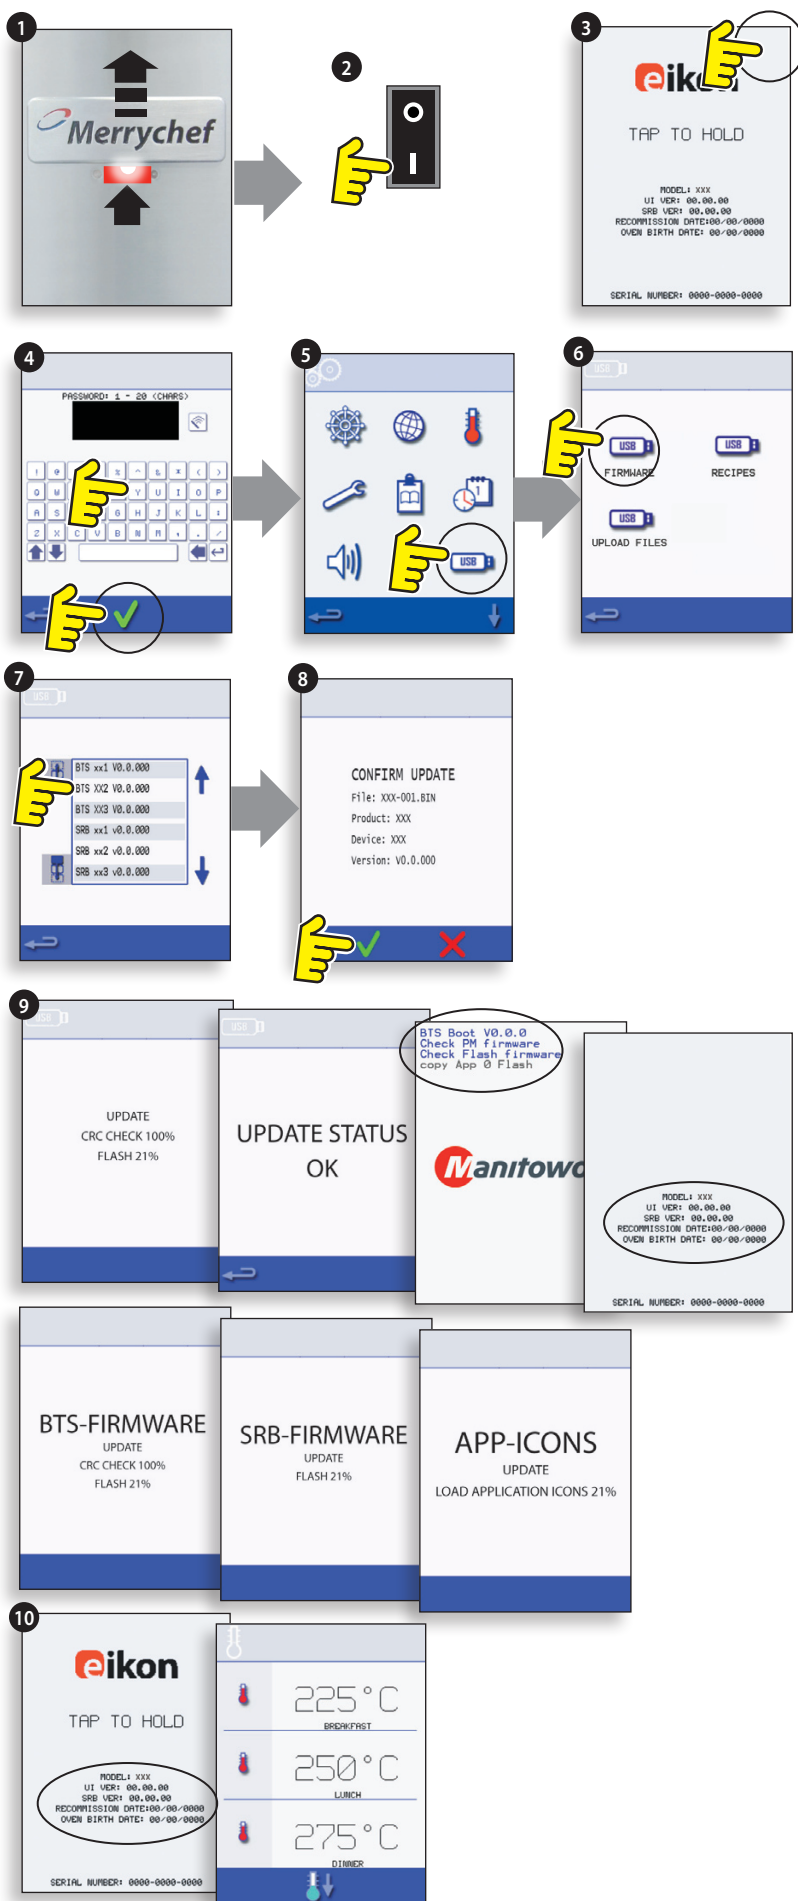 1
Merrychef
2
3
eikon
TAP TO HOLD
MODEL: XXX
UI VER: 00.00.00
SRB VER: 00.00.00
RECOMMISSION DATE:00/00/0000
OVEN BIRTH DATE: 00/00/0000
SERIAL NUMBER: 0000-0000-0000
4
PASSWORD: 1 - 20 (CHARS)
! @ % ^ & * ( )
Q W Y U I O P
A S G H J K L :
Z X C V B N M , . /
5
1
USB
6
USB
USB
FIRMWARE
USB
RECIPES
USB
UPLOAD FILES
7
USB
BTS xx1 V0.0.000
BTS XX2 V0.0.000
BTS XX3 V0.0.000
SRB xx1 v0.0.000
SRB xx2 v0.0.000
SRB xx3 v0.0.000
8
CONFIRM UPDATE
File: XXX-001.BIN
Product: XXX
Device: XXX
Version: V0.0.000
9
USB
UPDATE
CRC CHECK 100%
FLASH 21%
USB
UPDATE STATUS
OK
BTS Boot V0.0.0
Check PM firmware
Check Flash firmware
copy App 0 Flash
Manitowo
MODEL: XXX
UI VER: 00.00.00
SRB VER: 00.00.00
RECOMMISSION DATE:00/00/0000
OVEN BIRTH DATE: 00/00/0000
SERIAL NUMBER: 0000-0000-0000
BTS-FIRMWARE
UPDATE
CRC CHECK 100%
FLASH 21%
SRB-FIRMWARE
UPDATE
FLASH 21%
APP-ICONS
UPDATE
LOAD APPLICATION ICONS 21%
10
eikon
TAP TO HOLD
MODEL: XXX
UI VER: 00.00.00
SRB VER: 00.00.00
RECOMMISSION DATE:00/00/0000
OVEN BIRTH DATE: 00/00/0000
SERIAL NUMBER: 0000-0000-0000
225°C
BREAKFAST
250°C
LUNCH
275°C
DINNER